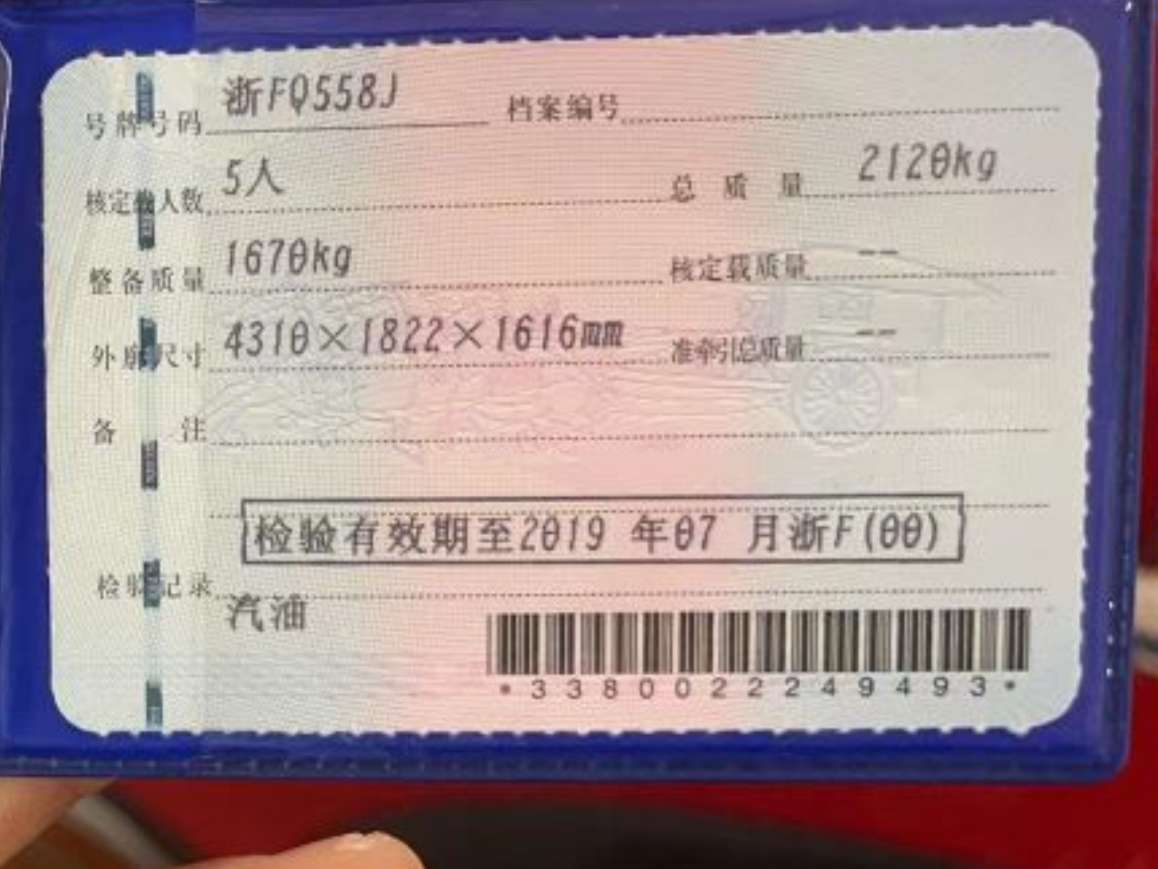 号牌号码 浙FQ558J 档案编号
核定载人数 5人 总质量 2120kg
整备质量 1670kg 核定载质量 --
外廓尺寸 4310×1822×1616mm 准牵引总质量 --
备注
检验有效期至2019 年07 月浙F(00)
检验记录
汽油
*3380022249493*